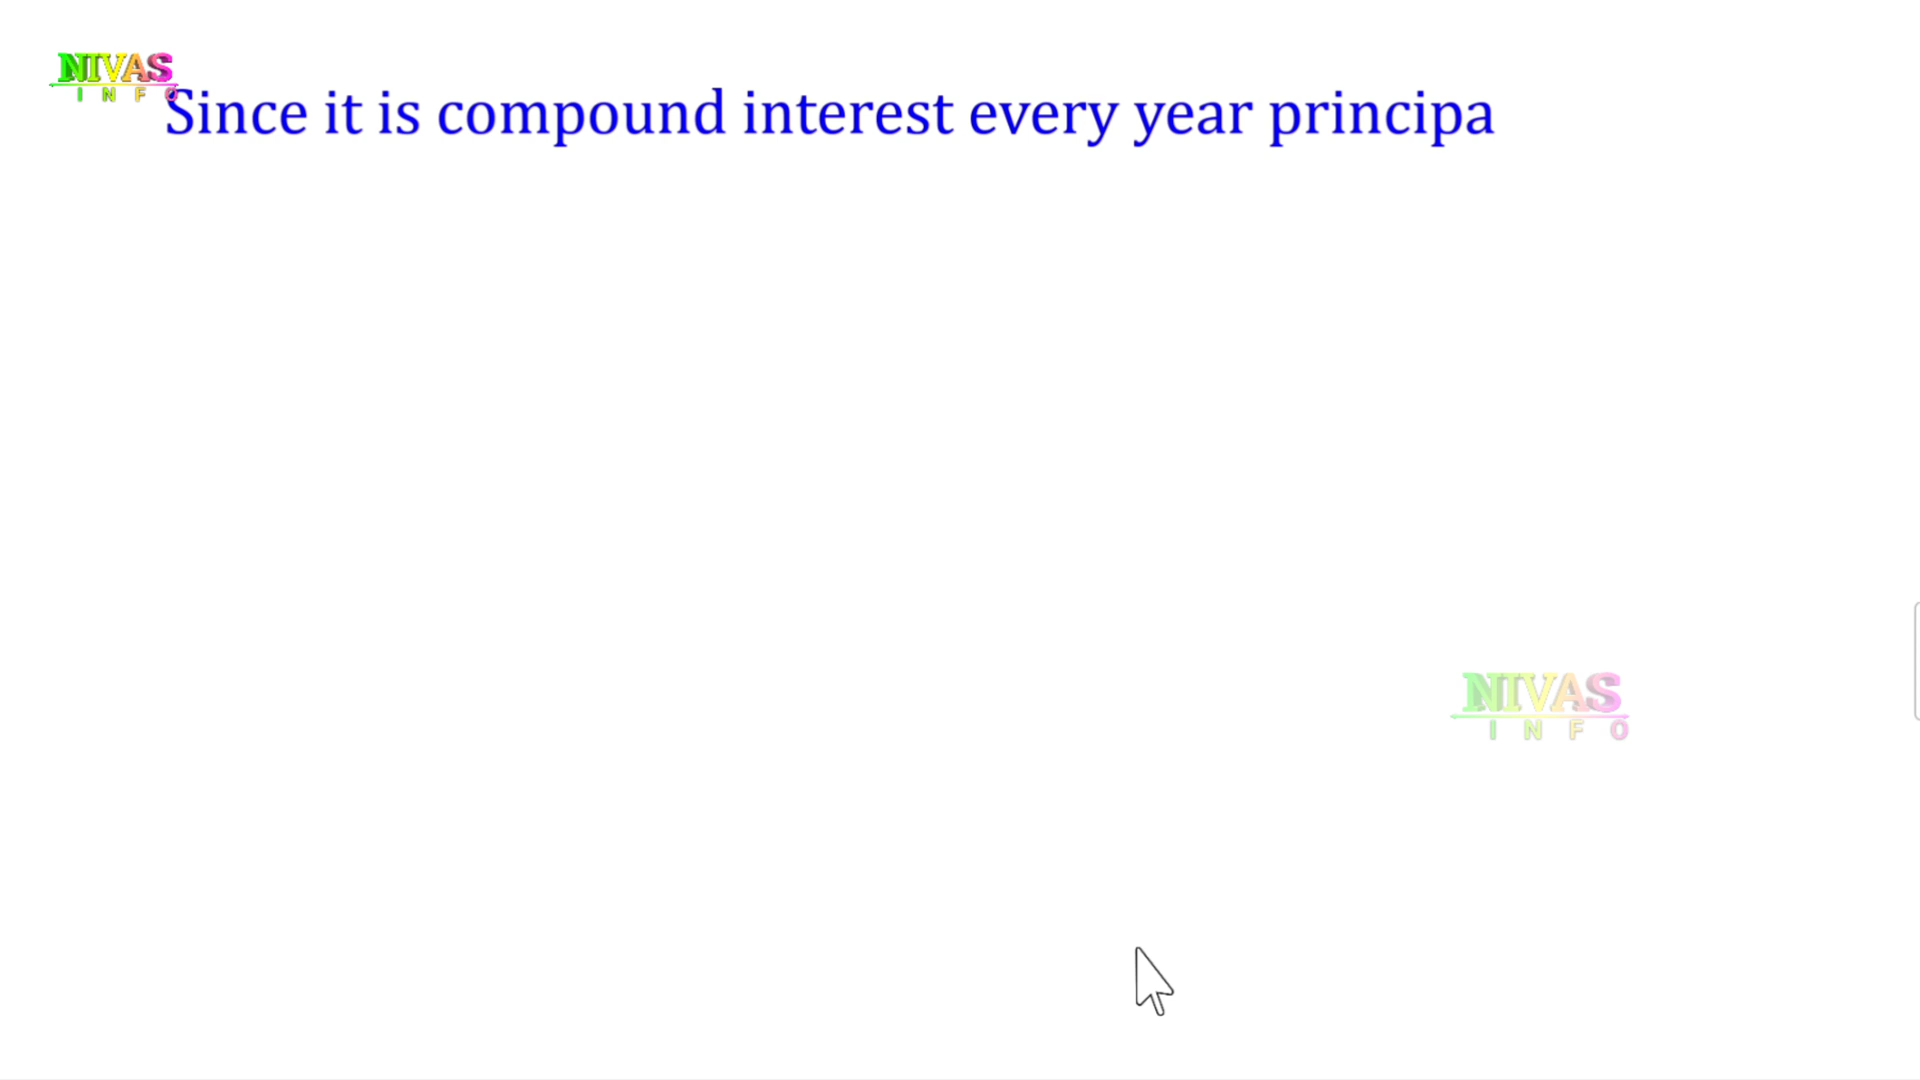 NIVAS
INFO
Since it is compound interest every year principa
NIVAS
INFO